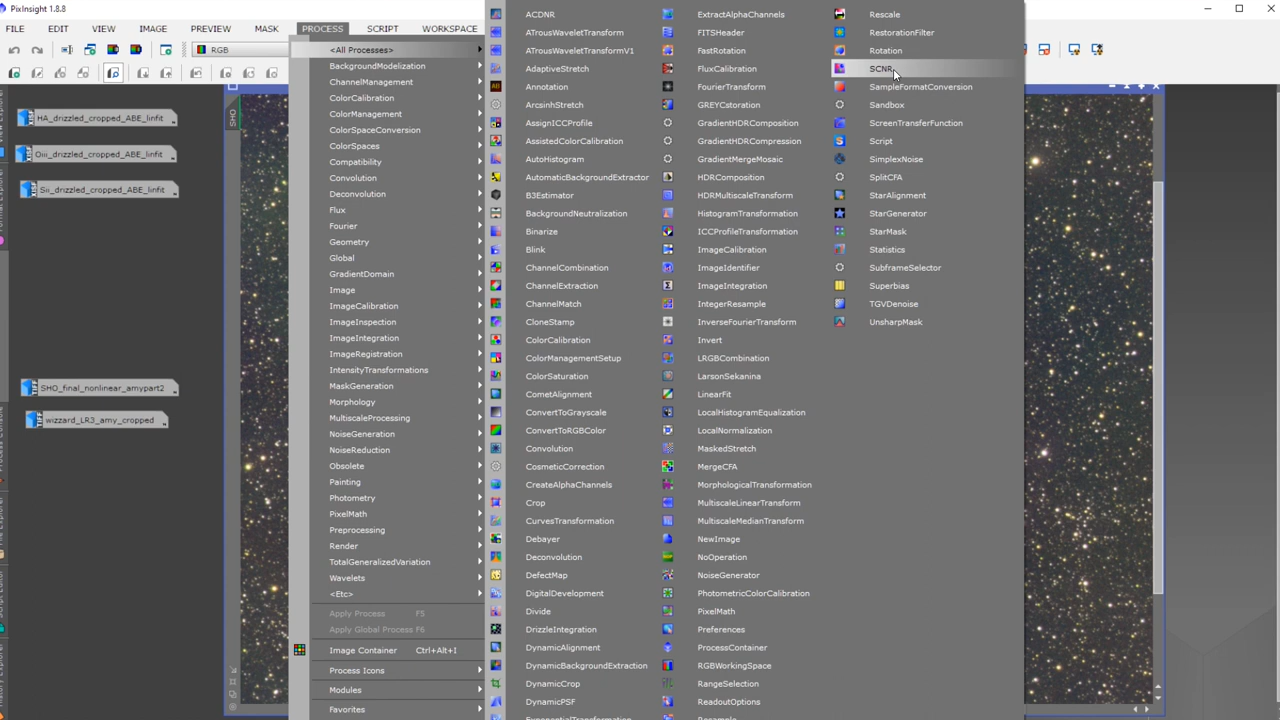 PixInsight 1.8.8
FILE EDIT VIEW IMAGE PREVIEW MASK PROCESS SCRIPT WORKSPACE
RGB
SHO
HA_drizzled_cropped_ABE_linfit
Oiii_drizzled_cropped_ABE_linfit
Sii_drizzled_cropped_ABE_linfit
SHO_final_nonlinear_amypart2
wizzard_LR3_amy_cropped
<All Processes>
BackgroundModelization
ChannelManagement
ColorCalibration
ColorManagement
ColorSpaceConversion
ColorSpaces
Compatibility
Convolution
Deconvolution
Flux
Fourier
Geometry
Global
GradientDomain
Image
ImageCalibration
ImageInspection
ImageIntegration
ImageRegistration
IntensityTransformations
MaskGeneration
Morphology
MultiscaleProcessing
NoiseGeneration
NoiseReduction
Obsolete
Painting
Photometry
PixelMath
Preprocessing
Render
TotalGeneralizedVariation
Wavelets
<Etc>
Apply Process F5
Apply Global Process F6
Image Container Ctrl+Alt+I
Process Icons
Modules
Favorites
ACDNR
ATrousWaveletTransform
ATrousWaveletTransformV1
AdaptiveStretch
Annotation
ArcsinhStretch
AssignICCProfile
AssistedColorCalibration
AutoHistogram
AutomaticBackgroundExtractor
B3Estimator
BackgroundNeutralization
Binarize
Blink
ChannelCombination
ChannelExtraction
ChannelMatch
CloneStamp
ColorCalibration
ColorManagementSetup
ColorSaturation
CometAlignment
ConvertToGrayscale
ConvertToRGBColor
Convolution
CosmeticCorrection
CreateAlphaChannels
Crop
CurvesTransformation
Debayer
Deconvolution
DefectMap
DigitalDevelopment
Divide
DrizzleIntegration
DynamicAlignment
DynamicBackgroundExtraction
DynamicCrop
DynamicPSF
ExponentialTransformation
ExtractAlphaChannels
FITSHeader
FastRotation
FluxCalibration
FourierTransform
GREYCstoration
GradientHDRComposition
GradientHDRCompression
GradientMergeMosaic
HDRComposition
HDRMultiscaleTransform
HistogramTransformation
ICCProfileTransformation
ImageCalibration
ImageIdentifier
ImageIntegration
IntegerResample
InverseFourierTransform
Invert
LRGBCombination
LarsonSekanina
LinearFit
LocalHistogramEqualization
LocalNormalization
MaskedStretch
MergeCFA
MorphologicalTransformation
MultiscaleLinearTransform
MultiscaleMedianTransform
NewImage
NoOperation
NoiseGenerator
PhotometricColorCalibration
PixelMath
Preferences
ProcessContainer
RGBWorkingSpace
RangeSelection
ReadoutOptions
Resample
Rescale
RestorationFilter
Rotation
SCNR
SampleFormatConversion
Sandbox
ScreenTransferFunction
Script
SimplexNoise
SplitCFA
StarAlignment
StarGenerator
StarMask
Statistics
SubframeSelector
Superbias
TGVDenoise
UnsharpMask